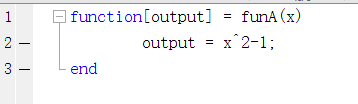 1 function[output] = funA(x)
2 — output = x^2-1;
3 — end